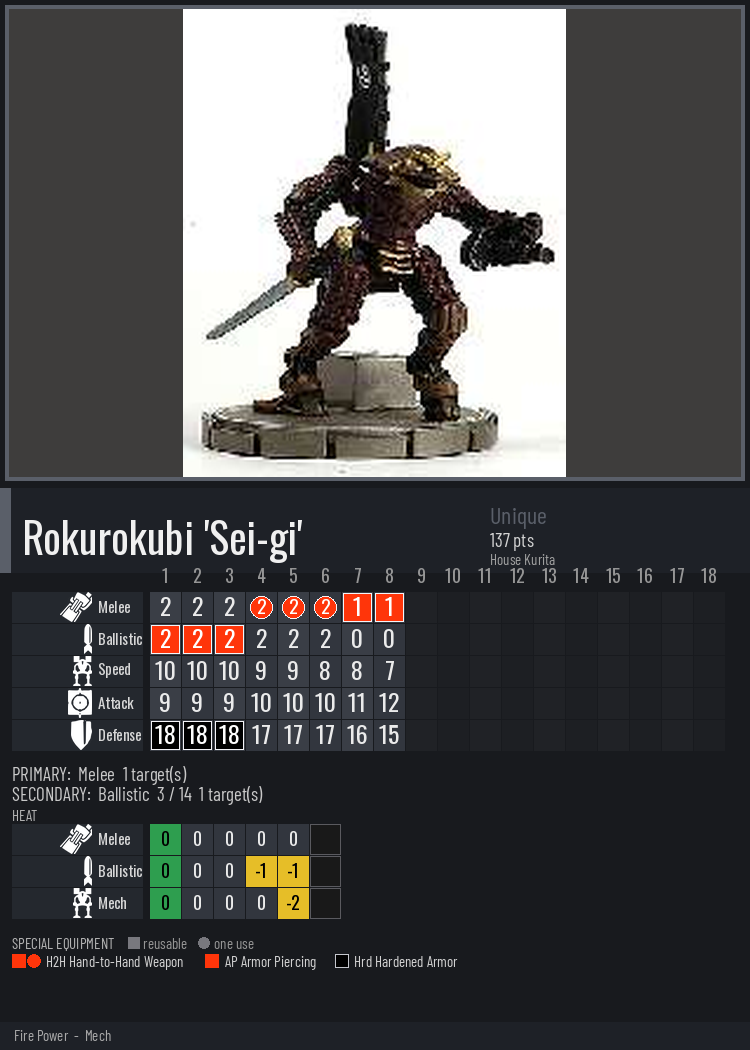 Rokurokubi 'Sei-gi'
Unique
137 pts
House Kurita
1 2 3 4 5 6 7 8 9 10 11 12 13 14 15 16 17 18
Melee 2 2 2 2 2 2 1 1
Ballistic 2 2 2 2 2 2 0 0
Speed 10 10 10 9 9 8 8 7
Attack 9 9 9 10 10 10 11 12
Defense 18 18 18 17 17 17 16 15
PRIMARY: Melee 1 target(s)
SECONDARY: Ballistic 3 / 14 1 target(s)
HEAT
Melee 0 0 0 0 0
Ballistic 0 0 0 -1 -1
Mech 0 0 0 0 -2
SPECIAL EQUIPMENT reusable one use
H2H Hand-to-Hand Weapon AP Armor Piercing Hrd Hardened Armor
Fire Power - Mech